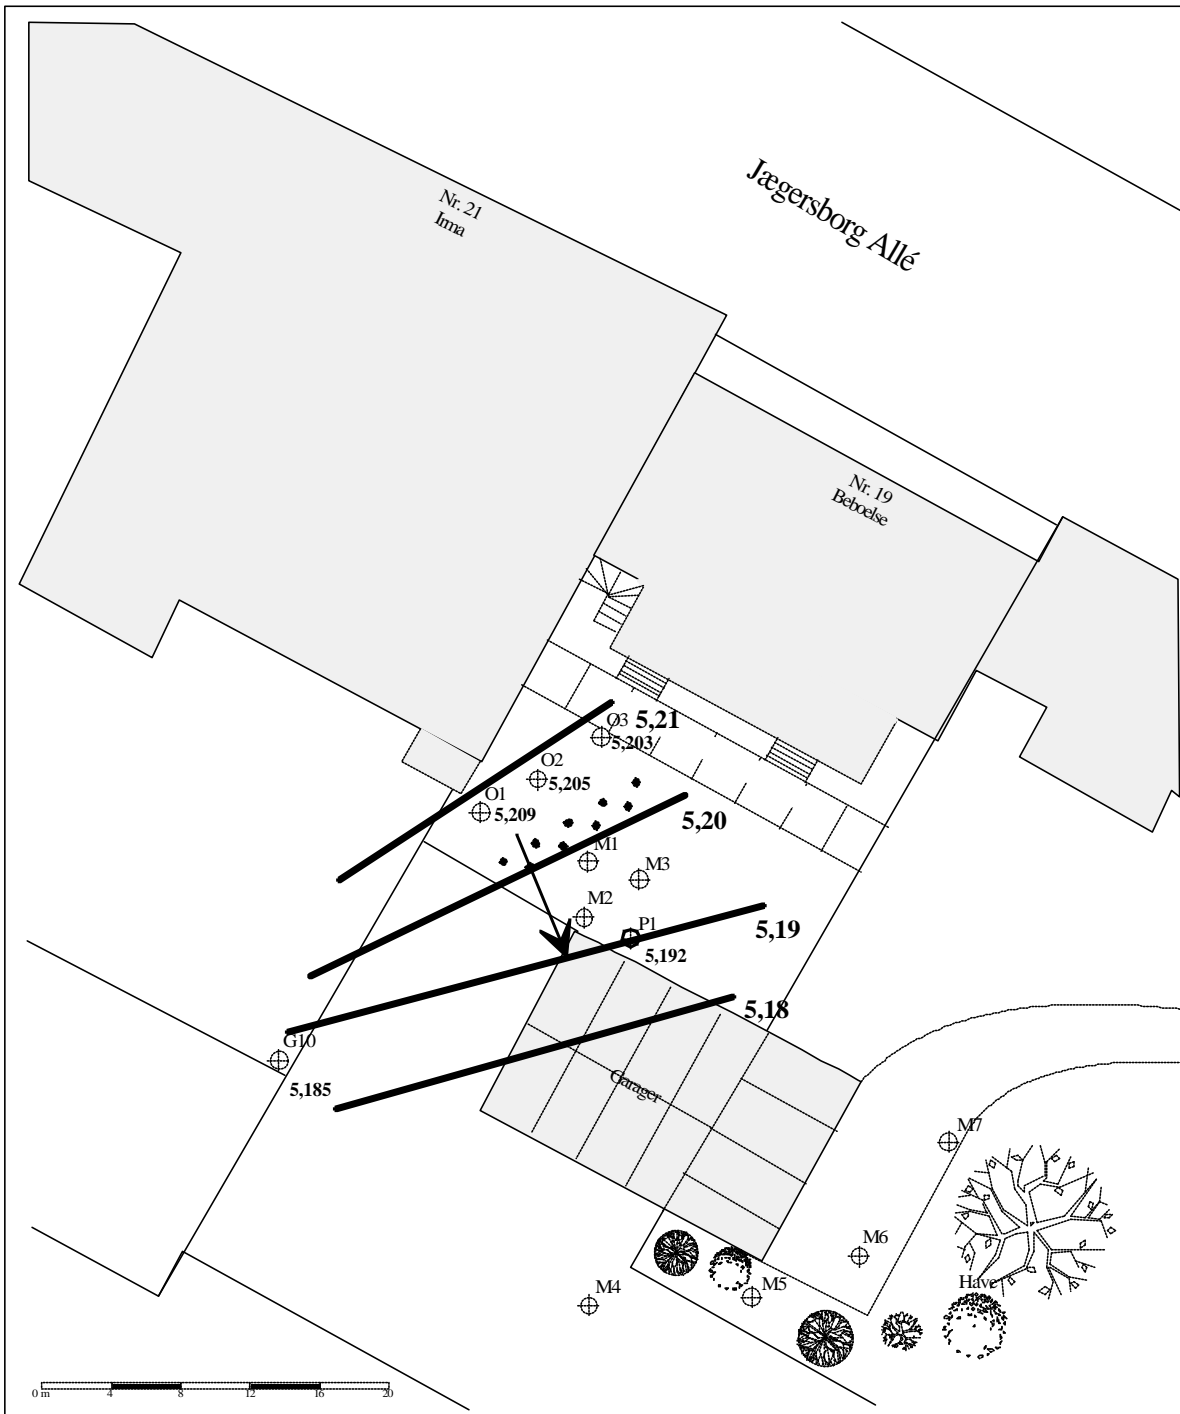 Jægersborg Allé
Nr. 21
Irma
Nr. 19
Beboelse
O3
5,21
5,203
O2
5,205
O1
5,209
5,20
M1
M3
M2
P1
5,19
5,192
5,18
G10
5,185
Garager
M7
M6
Have
M5
M4
0 m 4 8 12 16 20